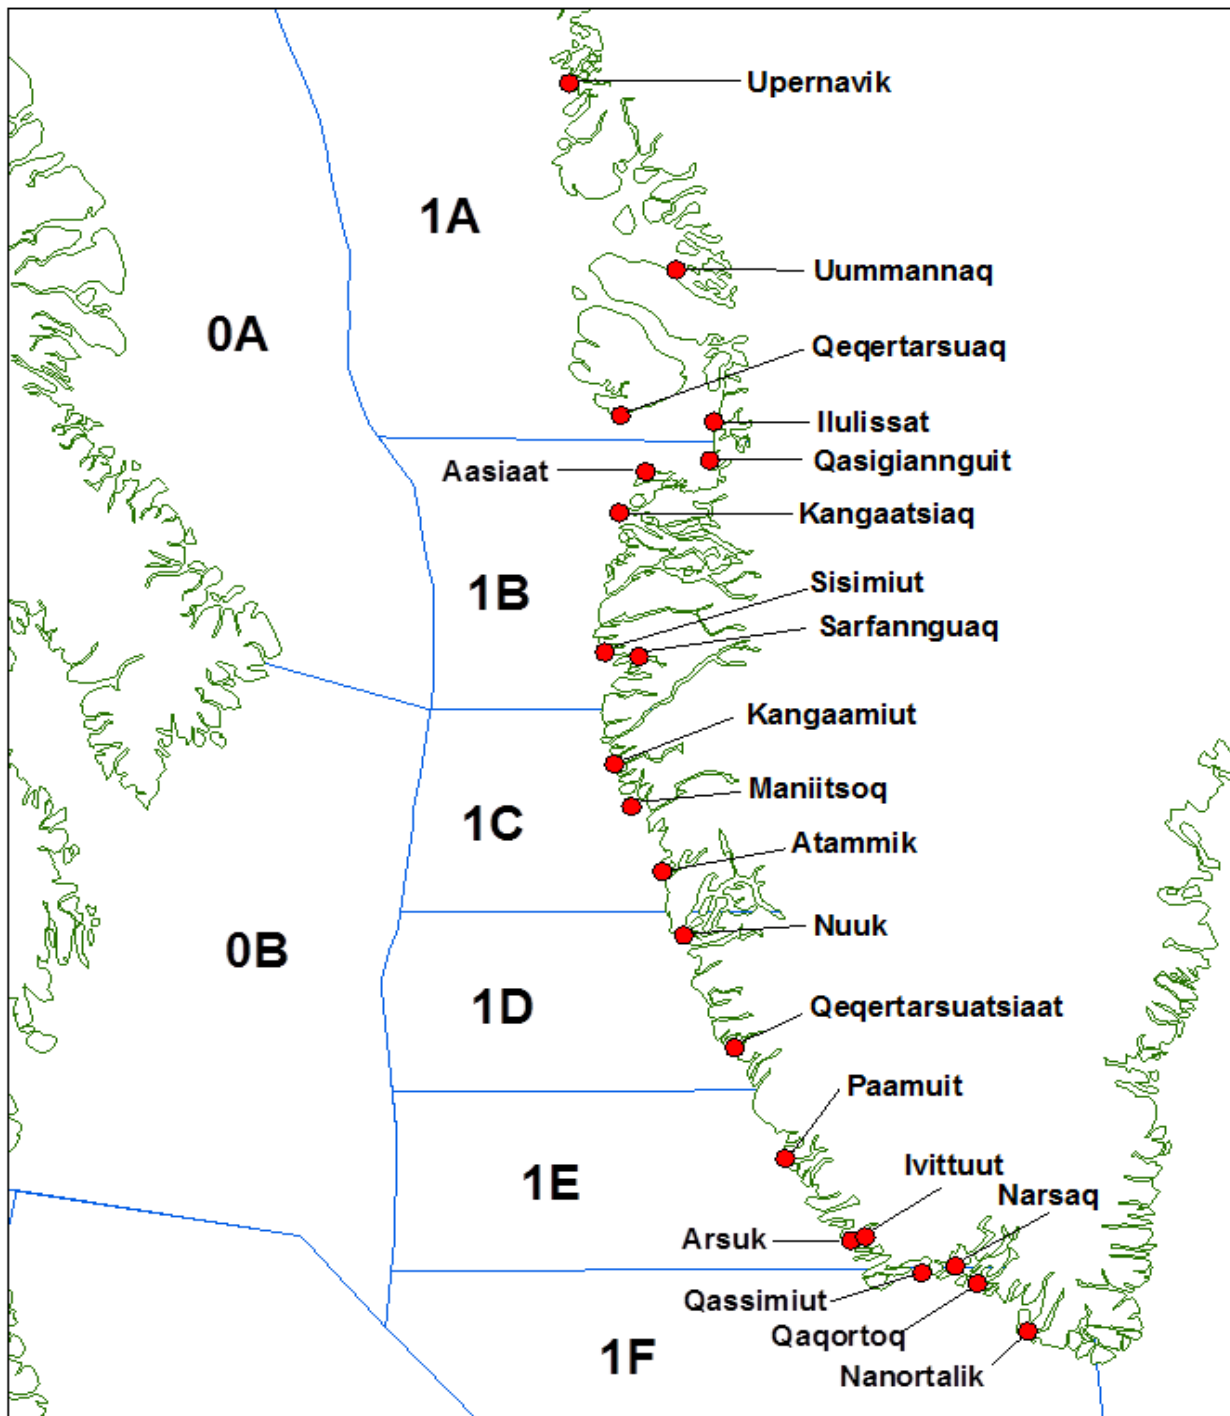 Upernavik
1A
Uummannaq
0A
Qeqertarsuaq
Ilulissat
Qasigiannguit
Aasiaat
Kangaatsiaq
1B
Sisimiut
Sarfannguaq
Kangaamiut
Maniitsoq
1C
Atammik
Nuuk
0B
1D
Qeqertarsuatsiaat
Paamuit
1E
Ivittuut
Narsaq
Arsuk
Qassimiut
Qaqortoq
1F
Nanortalik